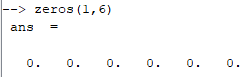 --> zeros(1,6)
ans  =
0.   0.   0.   0.   0.   0.